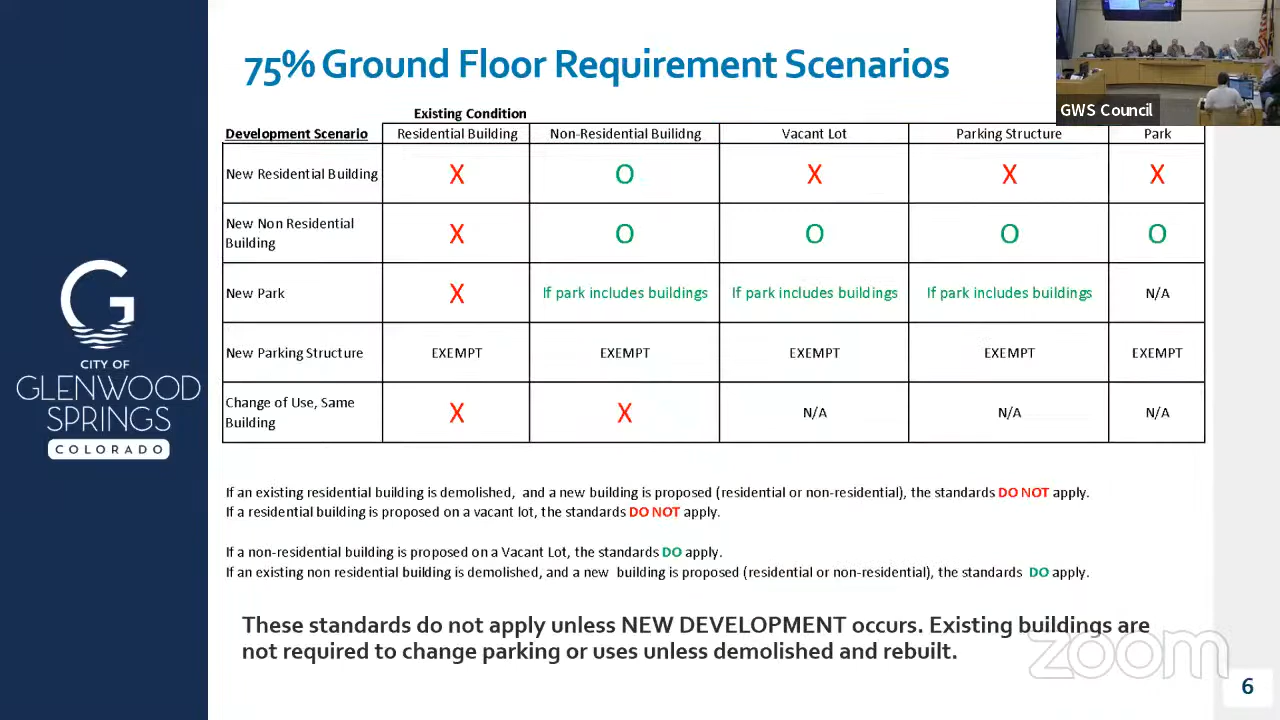 75% Ground Floor Requirement Scenarios
GWS Council
Existing Condition
Development Scenario Residential Building Non-Residential Builidng Vacant Lot Parking Structure Park
New Residential Building X O X X X
New Non Residential
Building X O O O O
New Park X If park includes buildings If park includes buildings If park includes buildings N/A
New Parking Structure EXEMPT EXEMPT EXEMPT EXEMPT EXEMPT
Change of Use, Same
Building X X N/A N/A N/A
If an existing residential building is demolished, and a new building is proposed (residential or non-residential), the standards DO NOT apply.
If a residential building is proposed on a vacant lot, the standards DO NOT apply.
If a non-residential building is proposed on a Vacant Lot, the standards DO apply.
If an existing non residential building is demolished, and a new building is proposed (residential or non-residential), the standards DO apply.
These standards do not apply unless NEW DEVELOPMENT occurs. Existing buildings are
not required to change parking or uses unless demolished and rebuilt.
G
CITY OF
GLENWOOD
SPRINGS
COLORADO
zoom
6